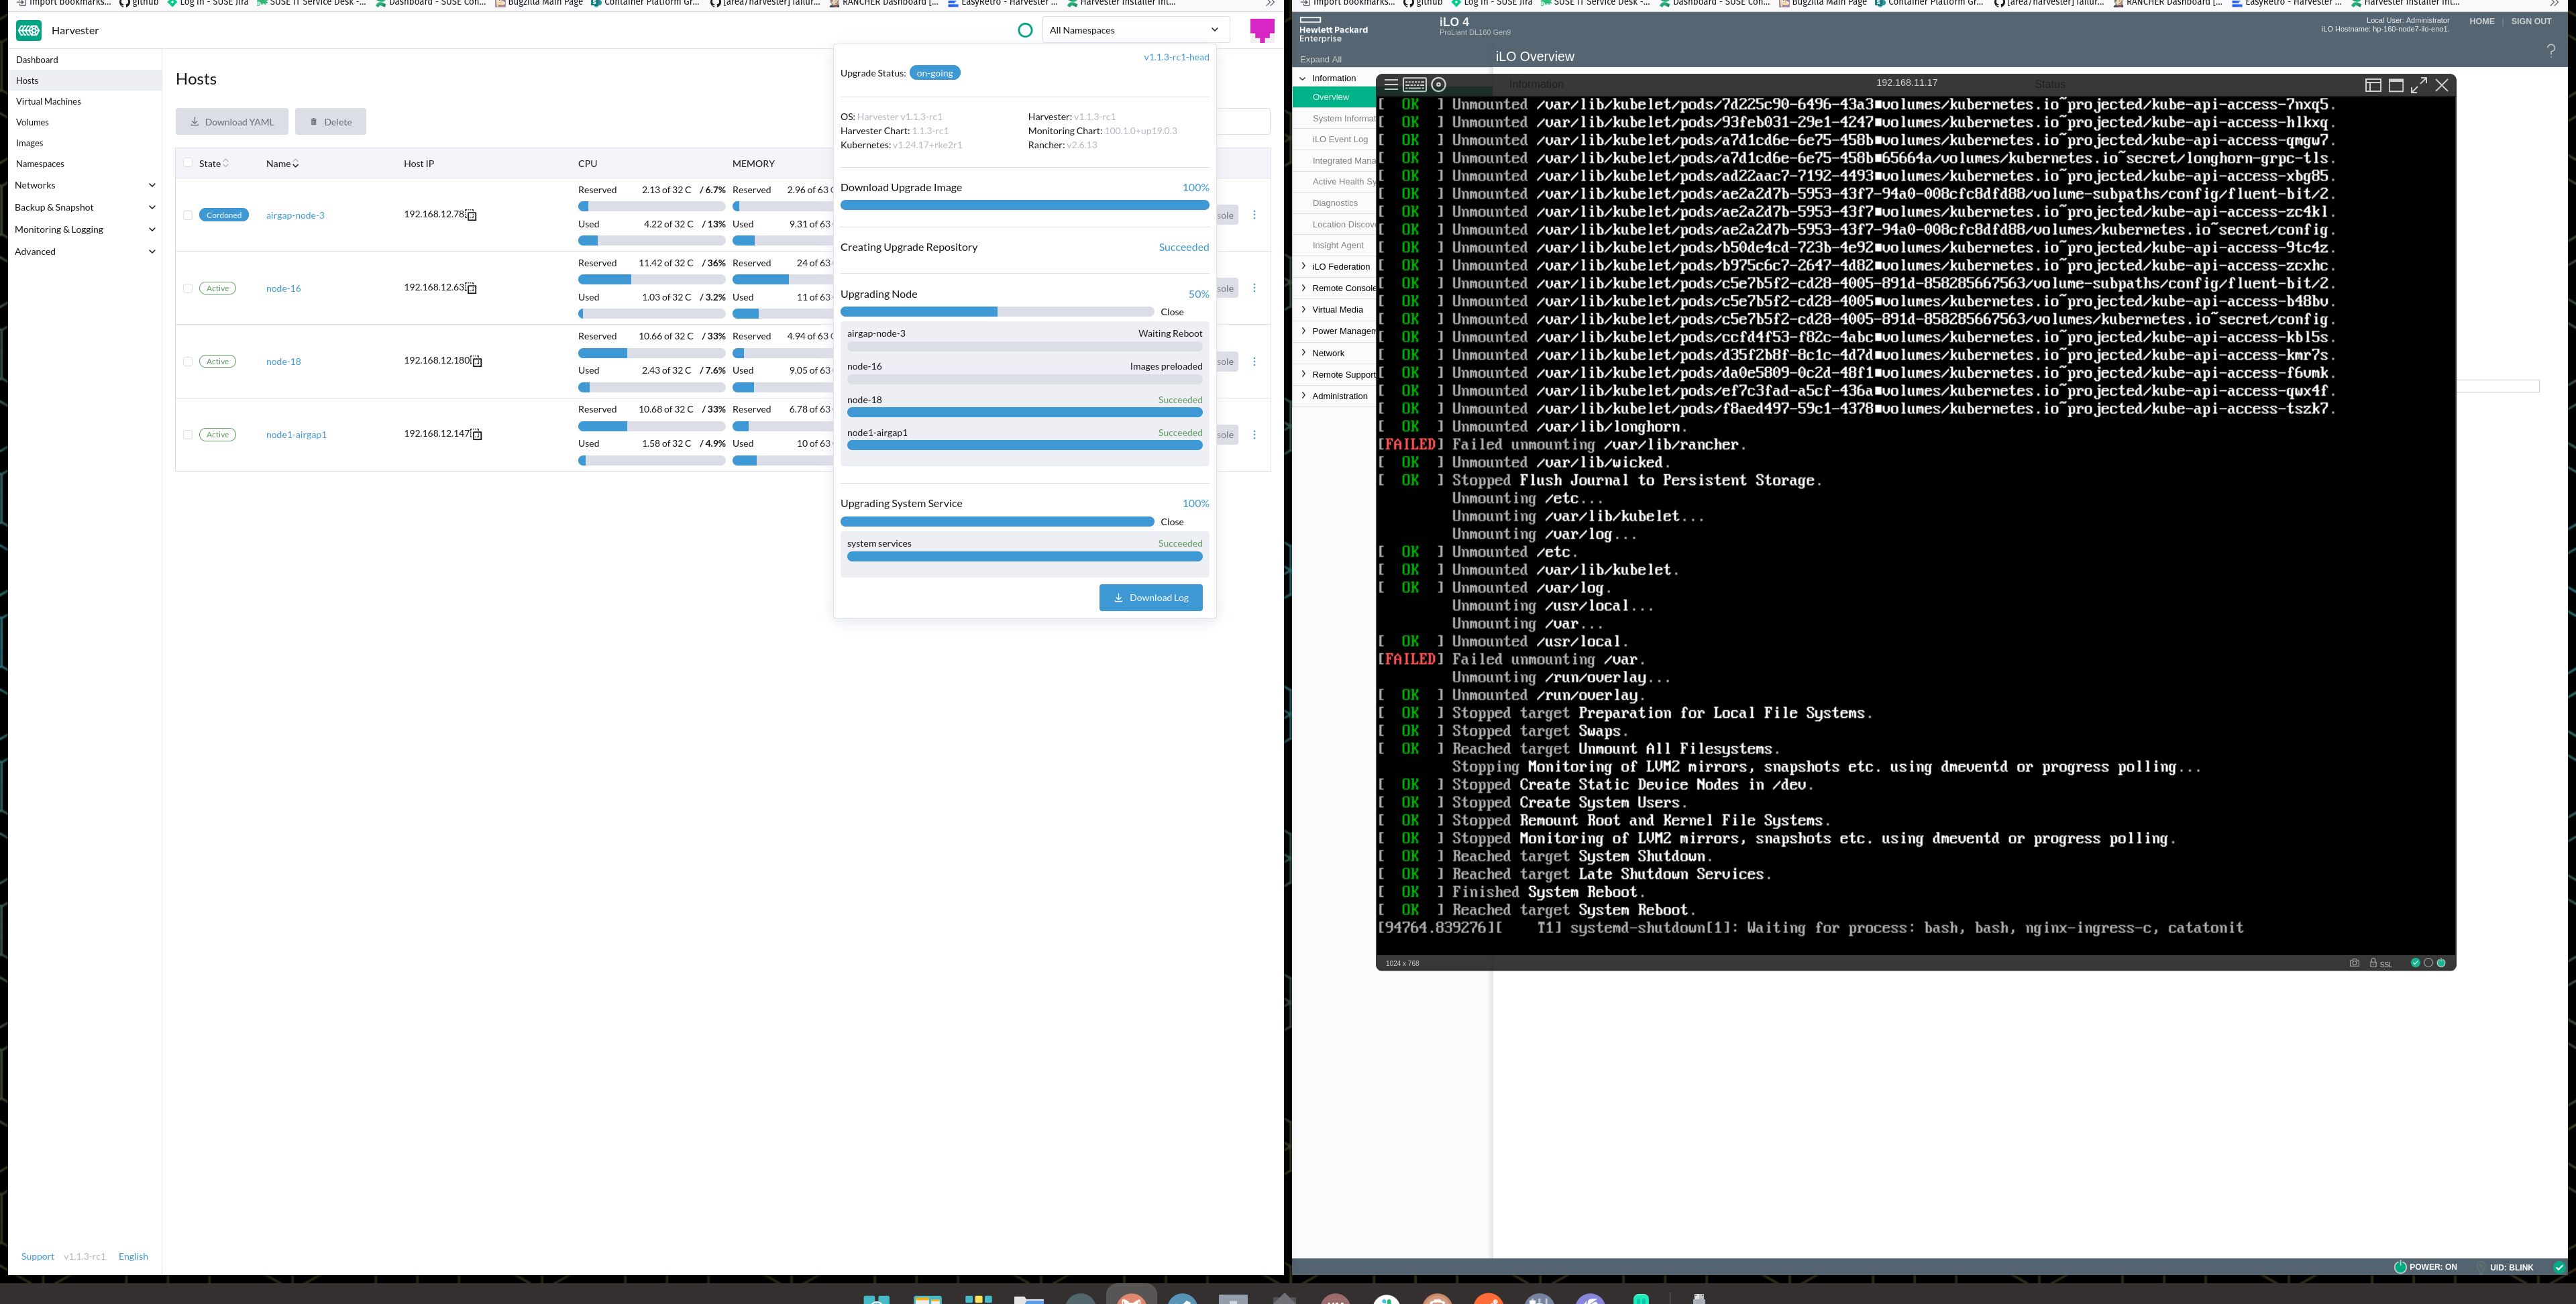 Import bookmarks... github Log In - SUSE Jira SUSE IT Service Desk -... Dashboard - SUSE Con... Bugzilla Main Page Container Platform Gr... [area/harvester] failur... RANCHER Dashboard [... EasyRetro - Harvester ... Harvester Installer Int...
Harvester
All Namespaces
Dashboard
Hosts
Virtual Machines
Volumes
Images
Namespaces
Networks
Backup & Snapshot
Monitoring & Logging
Advanced
Hosts
Download YAML
Delete
State Name Host IP CPU MEMORY
Cordoned airgap-node-3 192.168.12.78
Reserved 2.13 of 32 C / 6.7% Reserved 2.96 of 63
Used 4.22 of 32 C / 13% Used 9.31 of 63
Active node-16 192.168.12.63
Reserved 11.42 of 32 C / 36% Reserved 24 of 63
Used 1.03 of 32 C / 3.2% Used 11 of 63
Active node-18 192.168.12.180
Reserved 10.66 of 32 C / 33% Reserved 4.94 of 63
Used 2.43 of 32 C / 7.6% Used 9.05 of 63
Active node1-airgap1 192.168.12.147
Reserved 10.68 of 32 C / 33% Reserved 6.78 of 63
Used 1.58 of 32 C / 4.9% Used 10 of 63
sole
sole
sole
sole
v1.1.3-rc1-head
Upgrade Status: on-going
OS: Harvester v1.1.3-rc1 Harvester: v1.1.3-rc1
Harvester Chart: 1.1.3-rc1 Monitoring Chart: 100.1.0+up19.0.3
Kubernetes: v1.24.17+rke2r1 Rancher: v2.6.13
Download Upgrade Image 100%
Creating Upgrade Repository Succeeded
Upgrading Node 50%
Close
airgap-node-3 Waiting Reboot
node-16 Images preloaded
node-18 Succeeded
node1-airgap1 Succeeded
Upgrading System Service 100%
Close
system services Succeeded
Download Log
Support v1.1.3-rc1 English
Import bookmarks... github Log In - SUSE Jira SUSE IT Service Desk -... Dashboard - SUSE Con... Bugzilla Main Page Container Platform Gr... [area/harvester] failur... RANCHER Dashboard [... EasyRetro - Harvester ... Harvester Installer Int...
Hewlett Packard
Enterprise
iLO 4
ProLiant DL160 Gen9
Local User: Administrator
iLO Hostname: hp-160-node7-ilo-eno1.
HOME | SIGN OUT
Expand All
iLO Overview
?
Information
Overview
System Informat
iLO Event Log
Integrated Mana
Active Health Sy
Diagnostics
Location Discov
Insight Agent
iLO Federation
Remote Console
Virtual Media
Power Managem
Network
Remote Support
Administration
Information Status
192.168.11.17
[ OK ] Unmounted /var/lib/kubelet/pods/7d225c90-6496-43a3■volumes/kubernetes.io~projected/kube-api-access-7nxq5.
[ OK ] Unmounted /var/lib/kubelet/pods/93feb031-29e1-4247■volumes/kubernetes.io~projected/kube-api-access-hlkxq.
[ OK ] Unmounted /var/lib/kubelet/pods/a7d1cd6e-6e75-458b■volumes/kubernetes.io~projected/kube-api-access-qmgw7.
[ OK ] Unmounted /var/lib/kubelet/pods/a7d1cd6e-6e75-458b■65664a/volumes/kubernetes.io~secret/longhorn-grpc-tls.
[ OK ] Unmounted /var/lib/kubelet/pods/ad22aac7-7192-4493■volumes/kubernetes.io~projected/kube-api-access-xbg85.
[ OK ] Unmounted /var/lib/kubelet/pods/ae2a2d7b-5953-43f7-94a0-008cfc8dfd88/volume-subpaths/config/fluent-bit/2.
[ OK ] Unmounted /var/lib/kubelet/pods/ae2a2d7b-5953-43f7■volumes/kubernetes.io~projected/kube-api-access-zc4kl.
[ OK ] Unmounted /var/lib/kubelet/pods/ae2a2d7b-5953-43f7-94a0-008cfc8dfd88/volumes/kubernetes.io~secret/config.
[ OK ] Unmounted /var/lib/kubelet/pods/b50de4cd-723b-4e92■volumes/kubernetes.io~projected/kube-api-access-9tc4z.
[ OK ] Unmounted /var/lib/kubelet/pods/b975c6c7-2647-4d82■volumes/kubernetes.io~projected/kube-api-access-zcxhc.
[ OK ] Unmounted /var/lib/kubelet/pods/c5e7b5f2-cd28-4005-891d-858285667563/volume-subpaths/config/fluent-bit/2.
[ OK ] Unmounted /var/lib/kubelet/pods/c5e7b5f2-cd28-4005■volumes/kubernetes.io~projected/kube-api-access-b48bv.
[ OK ] Unmounted /var/lib/kubelet/pods/c5e7b5f2-cd28-4005-891d-858285667563/volumes/kubernetes.io~secret/config.
[ OK ] Unmounted /var/lib/kubelet/pods/ccfd4f53-f82c-4abc■volumes/kubernetes.io~projected/kube-api-access-kbl5s.
[ OK ] Unmounted /var/lib/kubelet/pods/d35f2b8f-8c1c-4d7d■volumes/kubernetes.io~projected/kube-api-access-kmr7s.
[ OK ] Unmounted /var/lib/kubelet/pods/da0e5809-0c2d-48f1■volumes/kubernetes.io~projected/kube-api-access-f6vmk.
[ OK ] Unmounted /var/lib/kubelet/pods/ef7c3fad-a5cf-436a■volumes/kubernetes.io~projected/kube-api-access-qwx4f.
[ OK ] Unmounted /var/lib/kubelet/pods/f8aed497-59c1-4378■volumes/kubernetes.io~projected/kube-api-access-tszk7.
[ OK ] Unmounted /var/lib/longhorn.
[FAILED] Failed unmounting /var/lib/rancher.
[ OK ] Unmounted /var/lib/wicked.
[ OK ] Stopped Flush Journal to Persistent Storage.
Unmounting /etc...
Unmounting /var/lib/kubelet...
Unmounting /var/log...
[ OK ] Unmounted /etc.
[ OK ] Unmounted /var/lib/kubelet.
[ OK ] Unmounted /var/log.
Unmounting /usr/local...
Unmounting /var...
[ OK ] Unmounted /usr/local.
[FAILED] Failed unmounting /var.
Unmounting /run/overlay...
[ OK ] Unmounted /run/overlay.
[ OK ] Stopped target Preparation for Local File Systems.
[ OK ] Stopped target Swaps.
[ OK ] Reached target Unmount All Filesystems.
Stopping Monitoring of LVM2 mirrors, snapshots etc. using dmeventd or progress polling...
[ OK ] Stopped Create Static Device Nodes in /dev.
[ OK ] Stopped Create System Users.
[ OK ] Stopped Remount Root and Kernel File Systems.
[ OK ] Stopped Monitoring of LVM2 mirrors, snapshots etc. using dmeventd or progress polling.
[ OK ] Reached target System Shutdown.
[ OK ] Reached target Late Shutdown Services.
[ OK ] Finished System Reboot.
[ OK ] Reached target System Reboot.
[94764.839276][ T1] systemd-shutdown[1]: Waiting for process: bash, bash, nginx-ingress-c, catatonit
1024 x 768
SSL
POWER: ON UID: BLINK